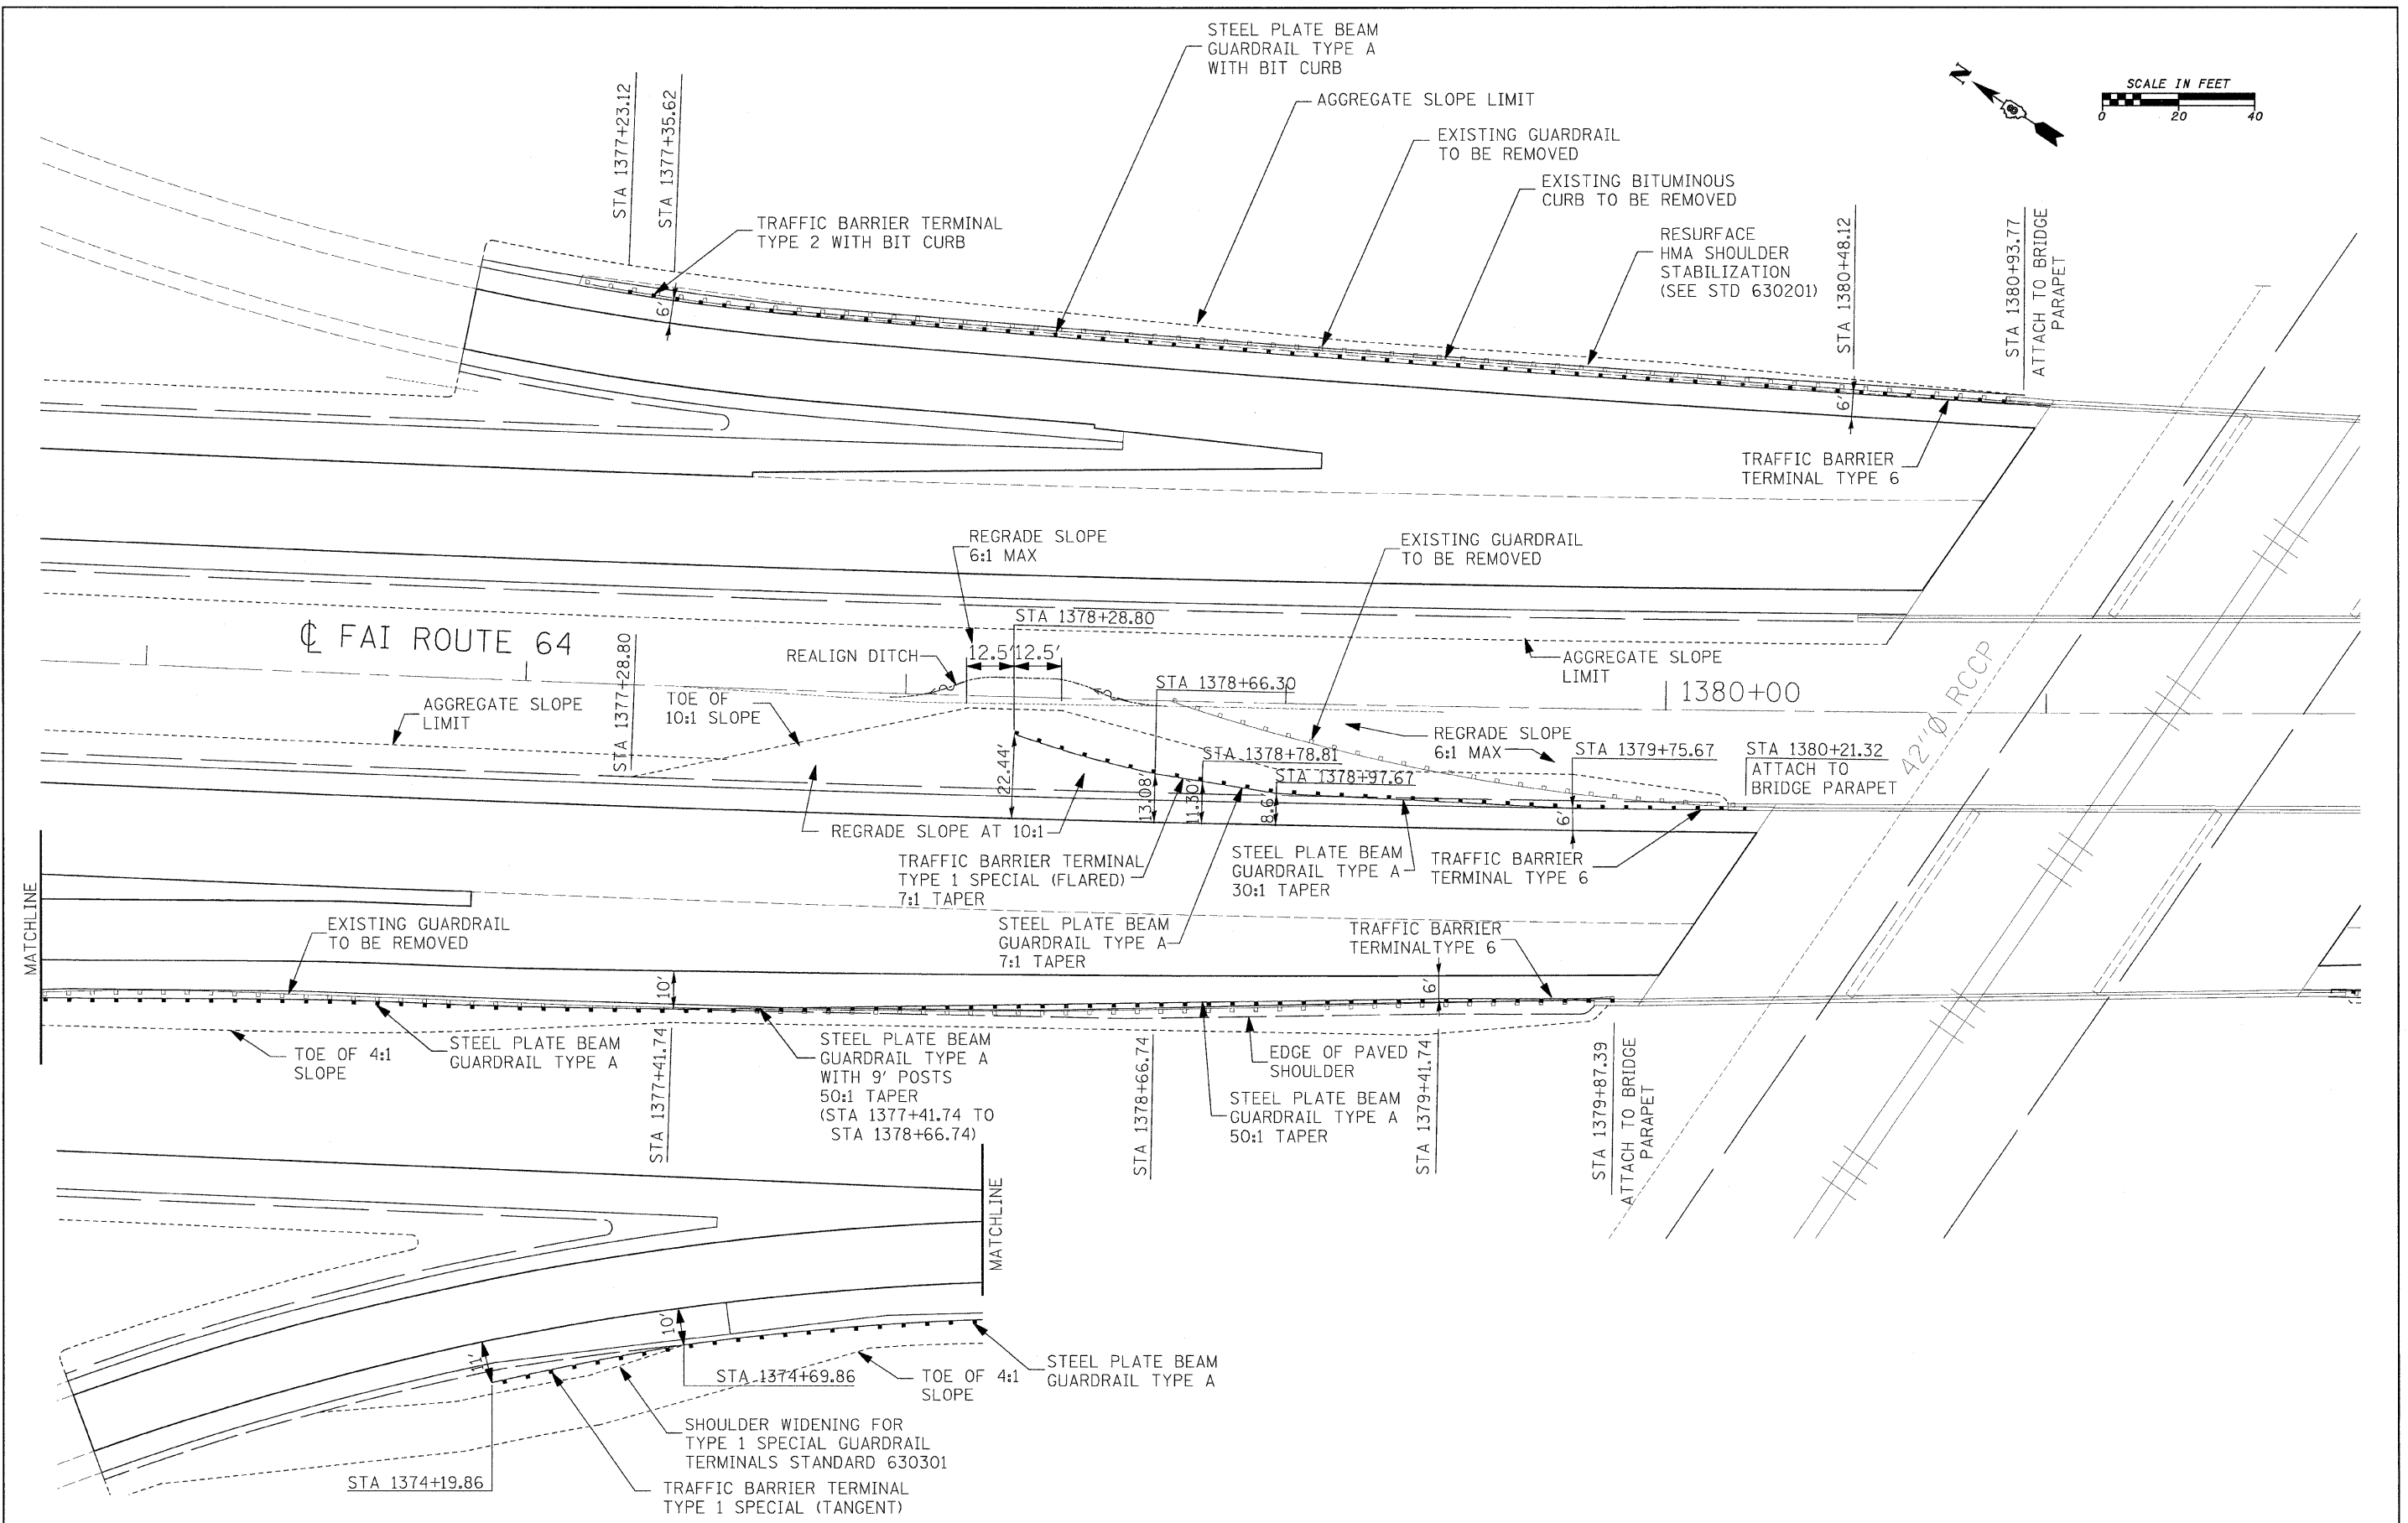 STEEL PLATE BEAM
GUARDRAIL TYPE A
WITH BIT CURB
AGGREGATE SLOPE LIMIT
EXISTING GUARDRAIL
TO BE REMOVED
EXISTING BITUMINOUS
CURB TO BE REMOVED
RESURFACE
HMA SHOULDER
STABILIZATION
(SEE STD 630201)
N
SCALE IN FEET
0 20 40
STA 1377+23.12
STA 1377+35.62
TRAFFIC BARRIER TERMINAL
TYPE 2 WITH BIT CURB
6'
STA 1380+48.12
STA 1380+93.77
ATTACH TO BRIDGE
PARAPET
6'
TRAFFIC BARRIER
TERMINAL TYPE 6
REGRADE SLOPE
6:1 MAX
EXISTING GUARDRAIL
TO BE REMOVED
℄ FAI ROUTE 64
STA 1378+28.80
REALIGN DITCH
12.5' 12.5'
AGGREGATE SLOPE
LIMIT
STA 1377+28.80
TOE OF
10:1 SLOPE
AGGREGATE SLOPE
LIMIT
STA 1378+66.30
1380+00
42"Ø RCCP
REGRADE SLOPE
6:1 MAX
STA 1378+78.81
STA 1378+97.67
STA 1379+75.67
STA 1380+21.32
ATTACH TO
BRIDGE PARAPET
22.44'
13.08'
11.30'
8.6'
6'
REGRADE SLOPE AT 10:1
TRAFFIC BARRIER TERMINAL
TYPE 1 SPECIAL (FLARED)
7:1 TAPER
STEEL PLATE BEAM
GUARDRAIL TYPE A
30:1 TAPER
TRAFFIC BARRIER
TERMINAL TYPE 6
STEEL PLATE BEAM
GUARDRAIL TYPE A
7:1 TAPER
TRAFFIC BARRIER
TERMINALTYPE 6
MATCHLINE
EXISTING GUARDRAIL
TO BE REMOVED
10'
6'
TOE OF 4:1
SLOPE
STEEL PLATE BEAM
GUARDRAIL TYPE A
STA 1377+41.74
STEEL PLATE BEAM
GUARDRAIL TYPE A
WITH 9' POSTS
50:1 TAPER
(STA 1377+41.74 TO
STA 1378+66.74)
STA 1378+66.74
EDGE OF PAVED
SHOULDER
STEEL PLATE BEAM
GUARDRAIL TYPE A
50:1 TAPER
STA 1379+41.74
STA 1379+87.39
ATTACH TO BRIDGE
PARAPET
MATCHLINE
11'
10'
STA 1374+69.86
TOE OF 4:1
SLOPE
STEEL PLATE BEAM
GUARDRAIL TYPE A
SHOULDER WIDENING FOR
TYPE 1 SPECIAL GUARDRAIL
TERMINALS STANDARD 630301
STA 1374+19.86
TRAFFIC BARRIER TERMINAL
TYPE 1 SPECIAL (TANGENT)